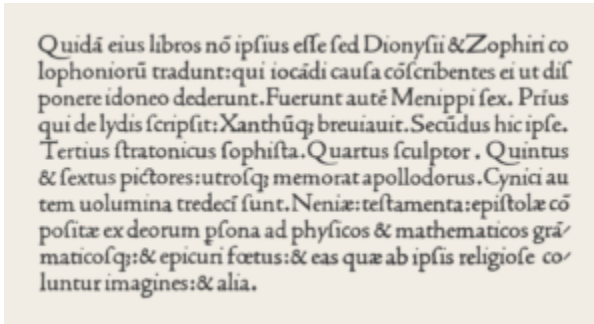 Quidā eius libros nō ipſius eſſe ſed Dionyſii &Zophiri co
lophoniorū tradunt:qui iocādi cauſa cōſcribentes ei ut diſ
ponere idoneo dederunt.Fuerunt autē Menippi ſex. Prius
qui de lydis ſcripſit:Xanthūq; breuiauit.Secūdus hic ipſe.
Tertius ſtratonicus ſophiſta.Quartus ſculptor . Quintus
& ſextus pictores:utroſq; memorat apollodorus.Cynici au
tem uolumina tredecī ſunt.Neniæ:teſtamenta:epiſtolæ cō
poſitæ ex deorum ꝑſona ad phyſicos & mathematicos grā⸗
maticoſq;:& epicuri fœtus:& eas quæ ab ipſis religioſe co⸗
luntur imagines:& alia.